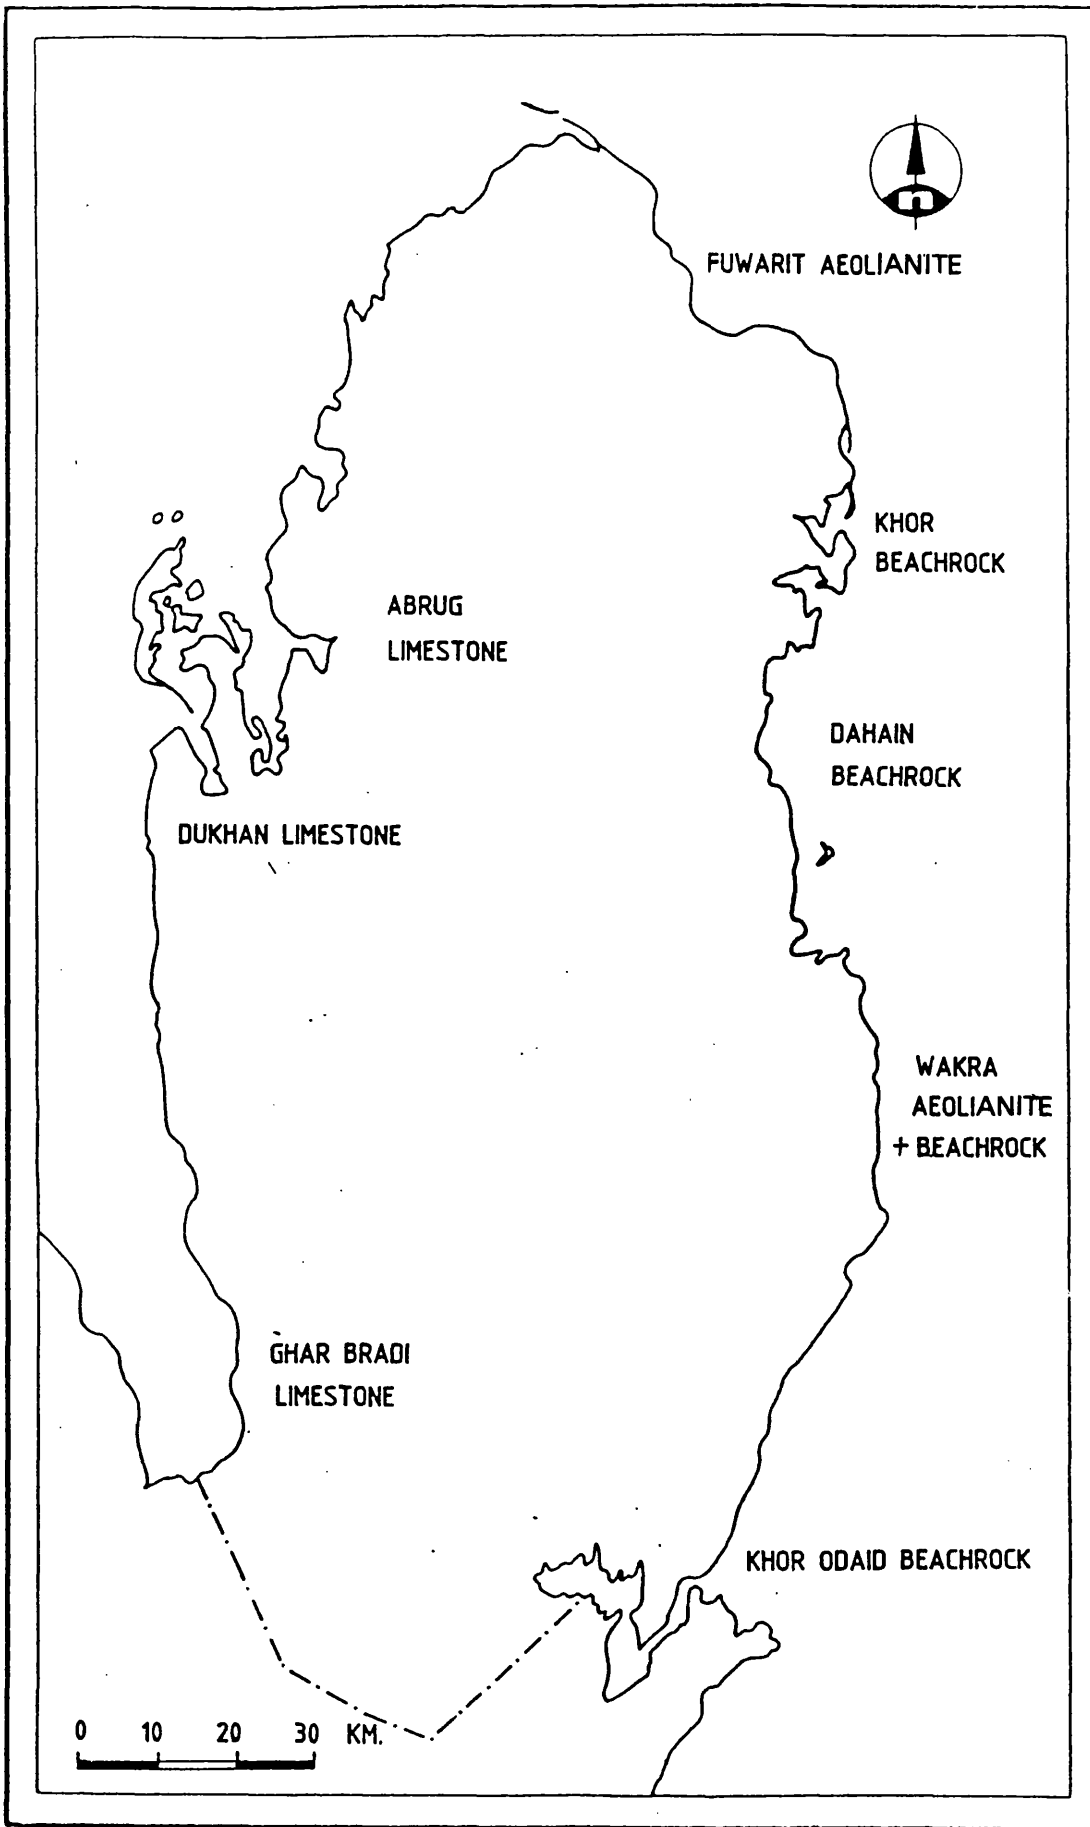 n
FUWARIT AEOLIANITE
KHOR
BEACHROCK
ABRUG
LIMESTONE
DAHAIN
BEACHROCK
DUKHAN LIMESTONE
WAKRA
AEOLIANITE
+ BEACHROCK
GHAR BRADI
LIMESTONE
KHOR ODAID BEACHROCK
0 10 20 30 KM.